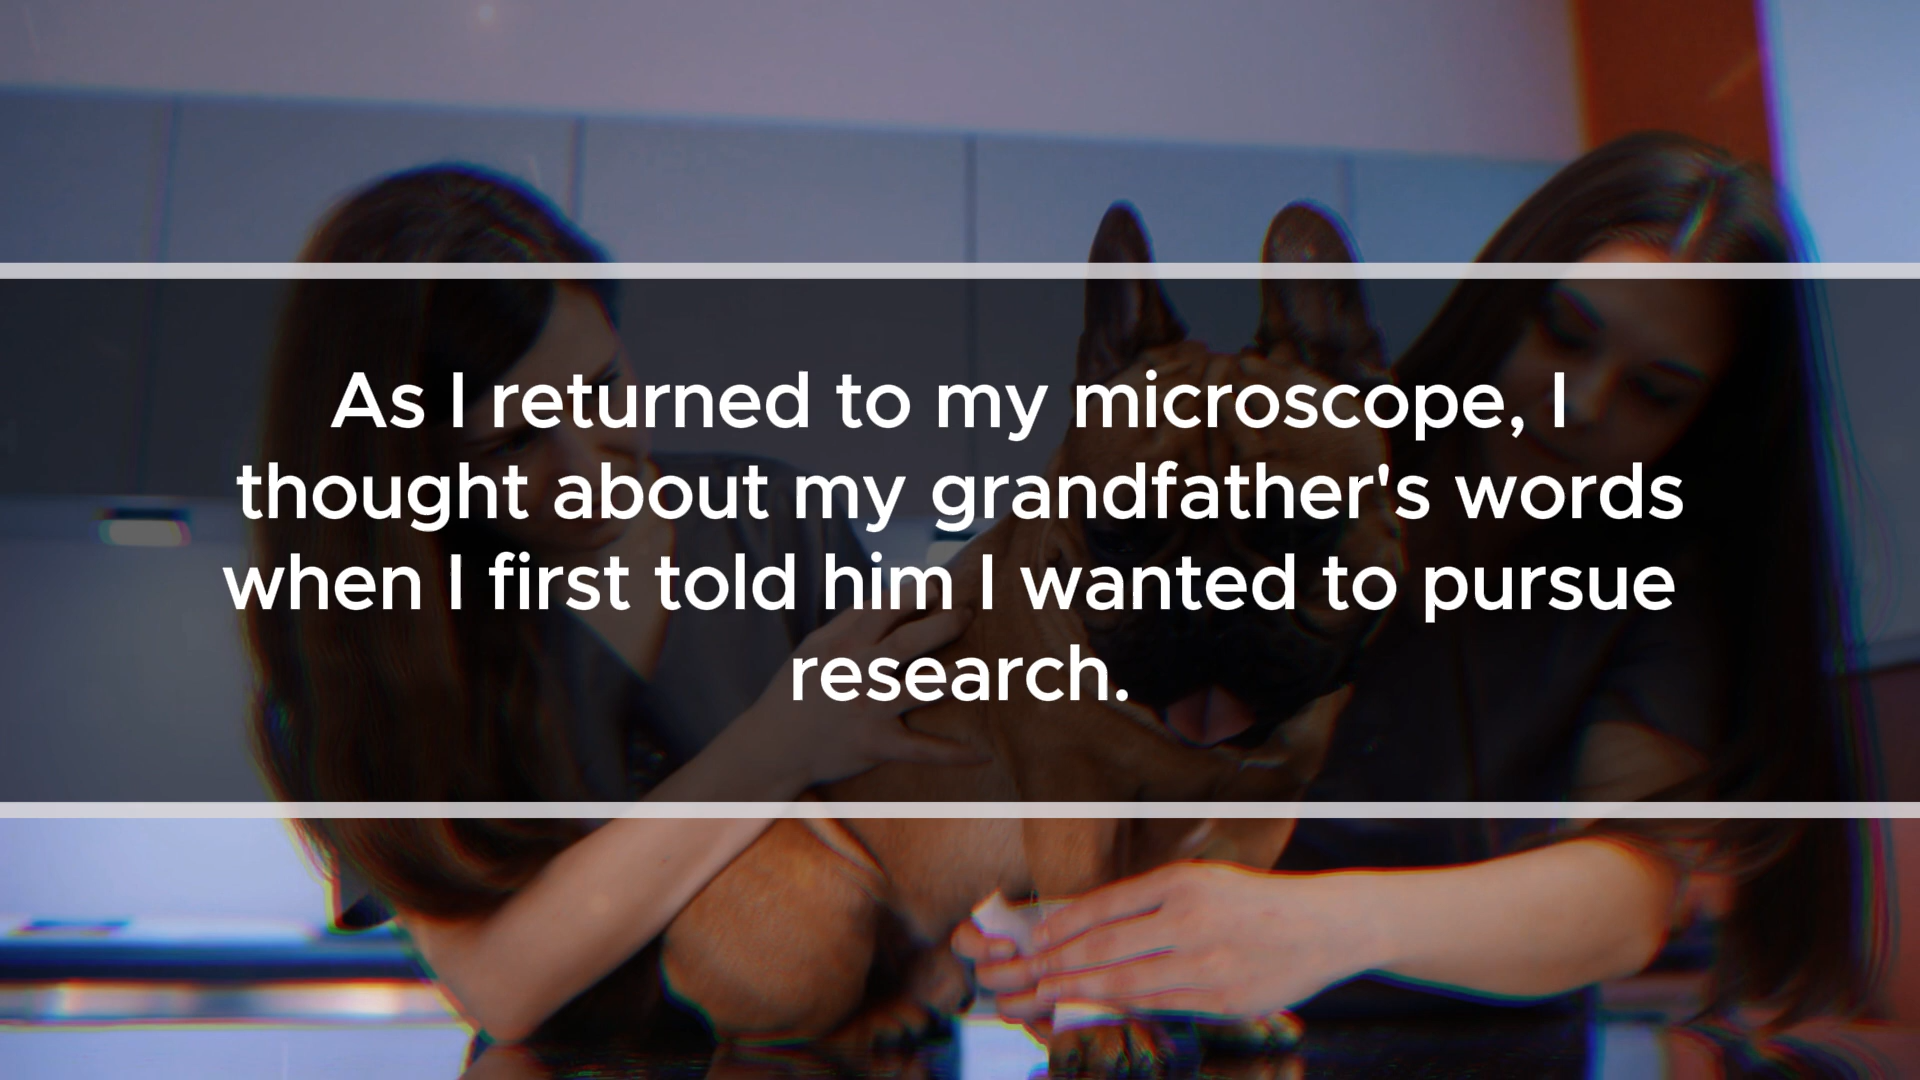 As I returned to my microscope, I
thought about my grandfather's words
when I first told him I wanted to pursue
research.